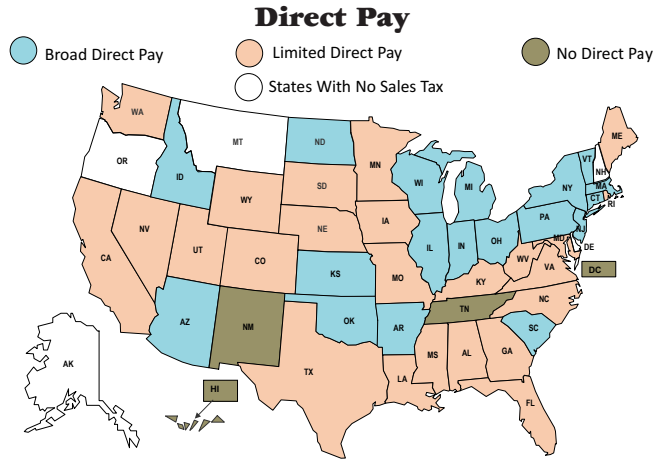 Direct Pay
Broad Direct Pay
Limited Direct Pay
No Direct Pay
States With No Sales Tax
WA
MT
ND
OR
ID
WY
SD
MN
WI
MI
ME
VT
NH
NY
MA
CT
RI
NV
CA
UT
CO
NE
IA
IL
IN
OH
PA
NJ
MD
DE
DC
WV
VA
KS
MO
KY
NC
AZ
NM
OK
AR
TN
SC
TX
LA
MS
AL
GA
FL
AK
HI